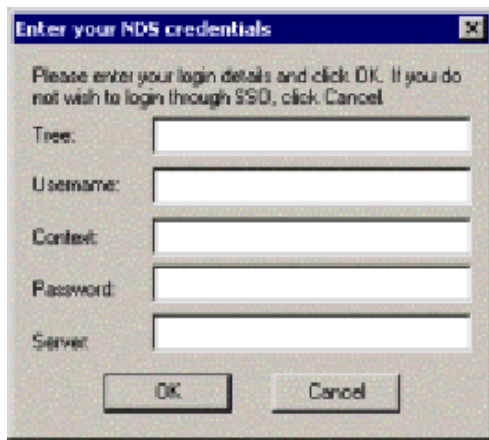 Enter your NDS credentials
Please enter your login details and click OK. If you do
not wish to login through SSO, click Cancel.
Tree:
Username:
Context:
Password:
Server:
OK
Cancel